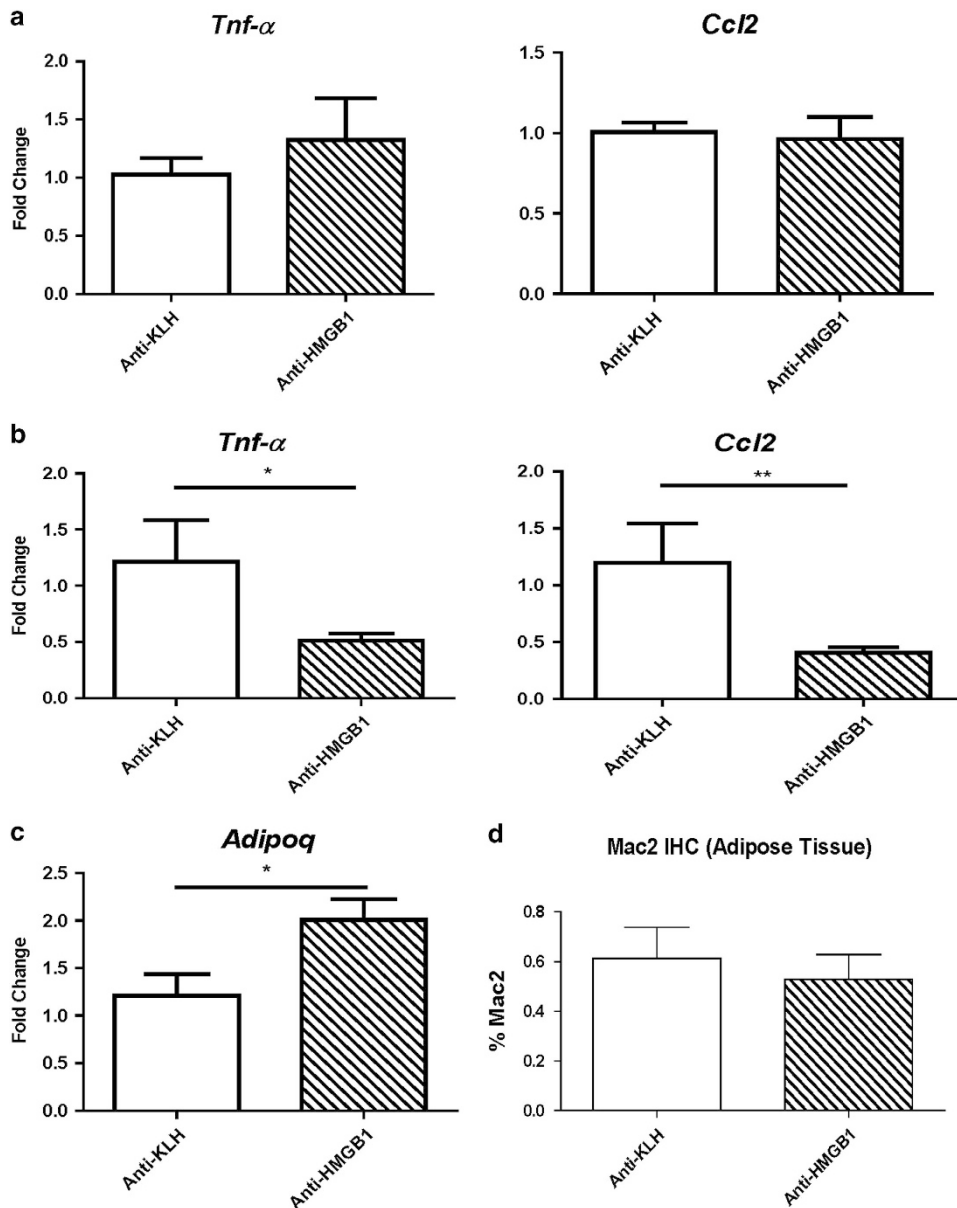 a
Tnf-α
Ccl2
Fold Change
2.0
1.5
1.0
0.5
0.0
Anti-KLH
Anti-HMGB1
1.5
1.0
0.5
0.0
Anti-KLH
Anti-HMGB1
b
Tnf-α
Ccl2
Fold Change
2.0
1.5
1.0
0.5
0.0
*
Anti-KLH
Anti-HMGB1
2.0
1.5
1.0
0.5
0.0
**
Anti-KLH
Anti-HMGB1
c
Adipoq
Fold Change
2.5
2.0
1.5
1.0
0.5
0.0
*
Anti-KLH
Anti-HMGB1
d
Mac2 IHC (Adipose Tissue)
% Mac2
0.8
0.6
0.4
0.2
0.0
Anti-KLH
Anti-HMGB1